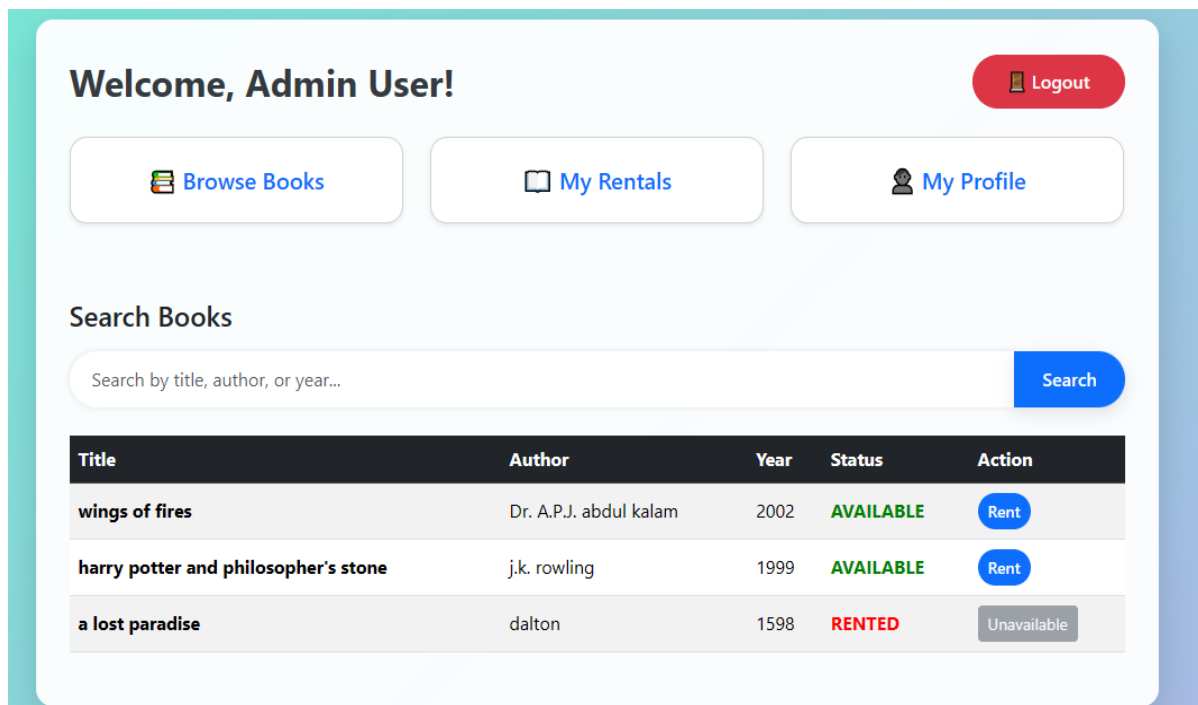 Welcome, Admin User!
Logout
Browse Books
My Rentals
My Profile
Search Books
Search by title, author, or year...
Search
Title Author Year Status Action
wings of fires Dr. A.P.J. abdul kalam 2002 AVAILABLE Rent
harry potter and philosopher's stone j.k. rowling 1999 AVAILABLE Rent
a lost paradise dalton 1598 RENTED Unavailable